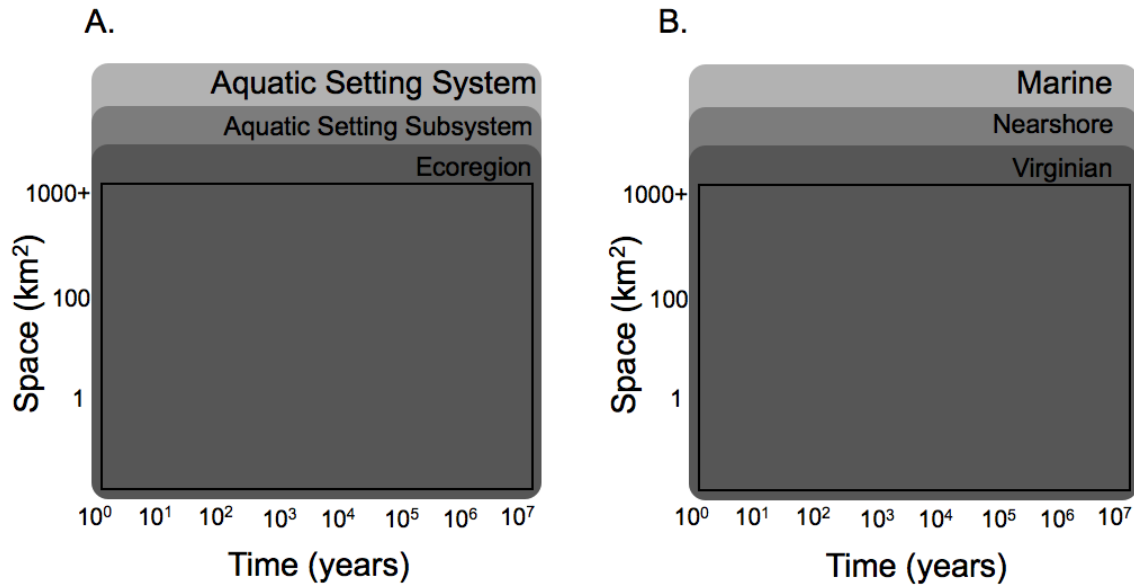 A.
Aquatic Setting System
Aquatic Setting Subsystem
Ecoregion
1000+
100
1
Space (km²)
10⁰ 10¹ 10² 10³ 10⁴ 10⁵ 10⁶ 10⁷
Time (years)
B.
Marine
Nearshore
Virginian
1000+
100
1
Space (km²)
10⁰ 10¹ 10² 10³ 10⁴ 10⁵ 10⁶ 10⁷
Time (years)